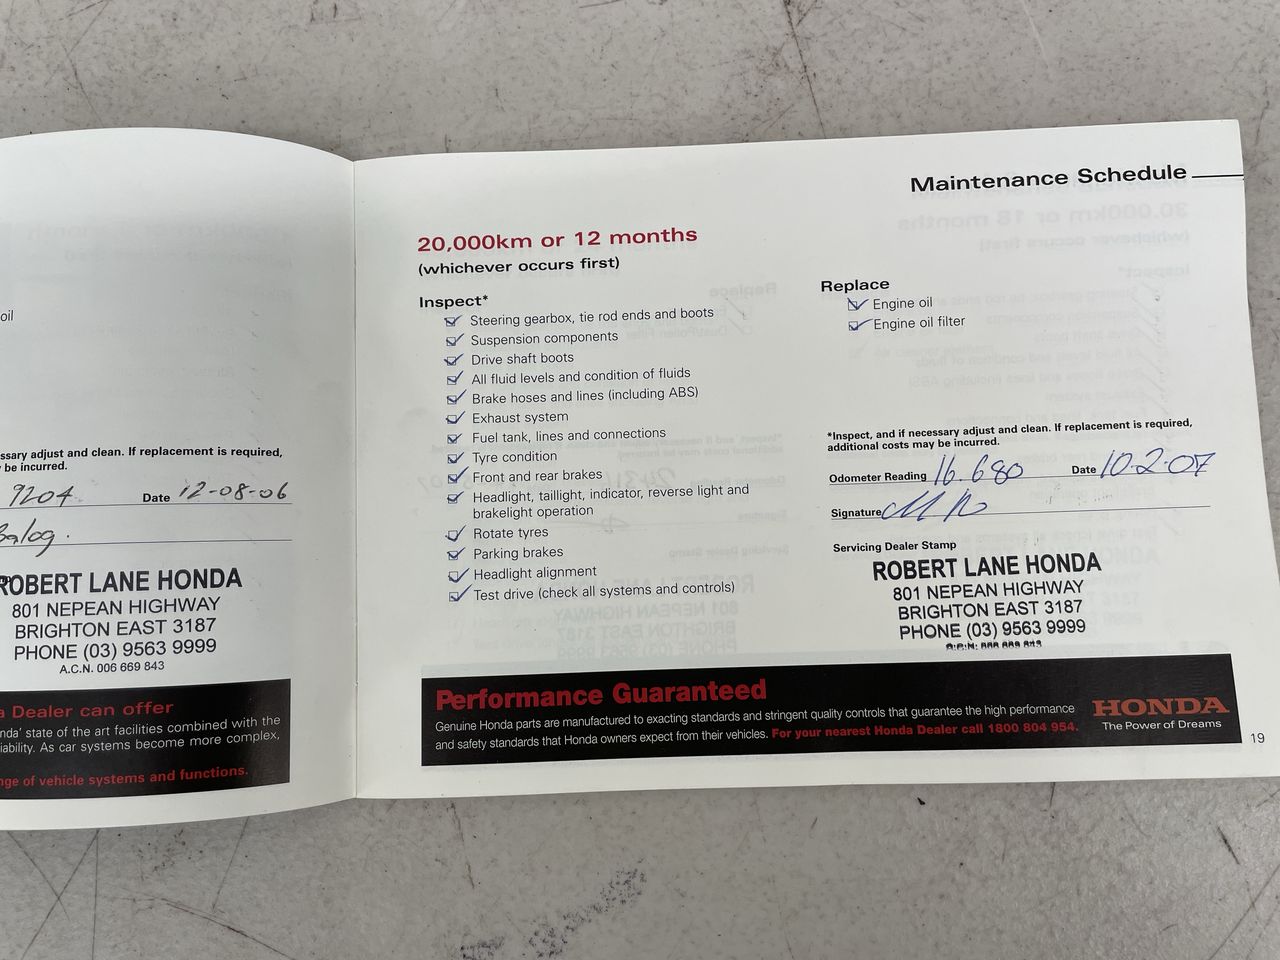 oil
ssary adjust and clean. If replacement is required,
be incurred.
9204 Date 12-08-06
Balog.
ROBERT LANE HONDA
801 NEPEAN HIGHWAY
BRIGHTON EAST 3187
PHONE (03) 9563 9999
A.C.N. 006 669 843
a Dealer can offer
nda' state of the art facilities combined with the
iability. As car systems become more complex,
nge of vehicle systems and functions.
Maintenance Schedule
20,000km or 12 months
(whichever occurs first)
Inspect*
Steering gearbox, tie rod ends and boots
Suspension components
Drive shaft boots
All fluid levels and condition of fluids
Brake hoses and lines (including ABS)
Exhaust system
Fuel tank, lines and connections
Tyre condition
Front and rear brakes
Headlight, taillight, indicator, reverse light and
brakelight operation
Rotate tyres
Parking brakes
Headlight alignment
Test drive (check all systems and controls)
Replace
Engine oil
Engine oil filter
*Inspect, and if necessary adjust and clean. If replacement is required,
additional costs may be incurred.
Odometer Reading 16.680 Date 10.2.07
Signature
Servicing Dealer Stamp
ROBERT LANE HONDA
801 NEPEAN HIGHWAY
BRIGHTON EAST 3187
PHONE (03) 9563 9999
A.C.N. 006 669 843
Performance Guaranteed
Genuine Honda parts are manufactured to exacting standards and stringent quality controls that guarantee the high performance
and safety standards that Honda owners expect from their vehicles. For your nearest Honda Dealer call 1800 804 954.
HONDA
The Power of Dreams
19